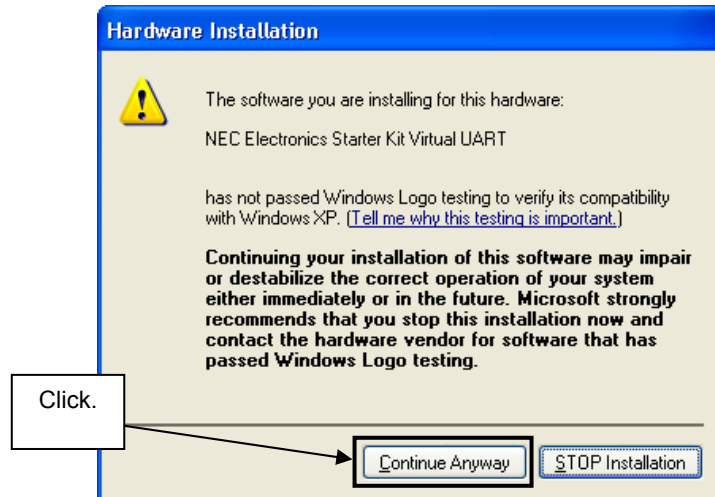 Hardware Installation
The software you are installing for this hardware:
NEC Electronics Starter Kit Virtual UART
has not passed Windows Logo testing to verify its compatibility
with Windows XP. (Tell me why this testing is important.)
Continuing your installation of this software may impair
or destabilize the correct operation of your system
either immediately or in the future. Microsoft strongly
recommends that you stop this installation now and
contact the hardware vendor for software that has
passed Windows Logo testing.
Click.
Continue Anyway STOP Installation